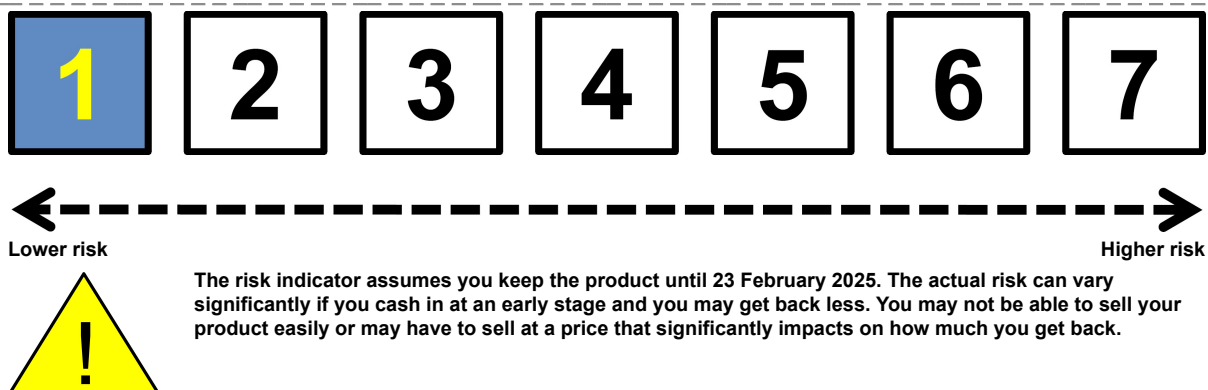 1 2 3 4 5 6 7
Lower risk Higher risk
The risk indicator assumes you keep the product until 23 February 2025. The actual risk can vary
significantly if you cash in at an early stage and you may get back less. You may not be able to sell your
product easily or may have to sell at a price that significantly impacts on how much you get back.
!